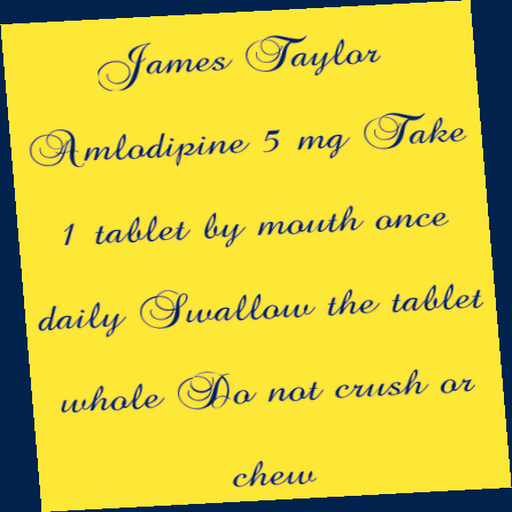 James Taylor
Amlodipine 5 mg Take
1 tablet by mouth once
daily Swallow the tablet
whole Do not crush or
chew